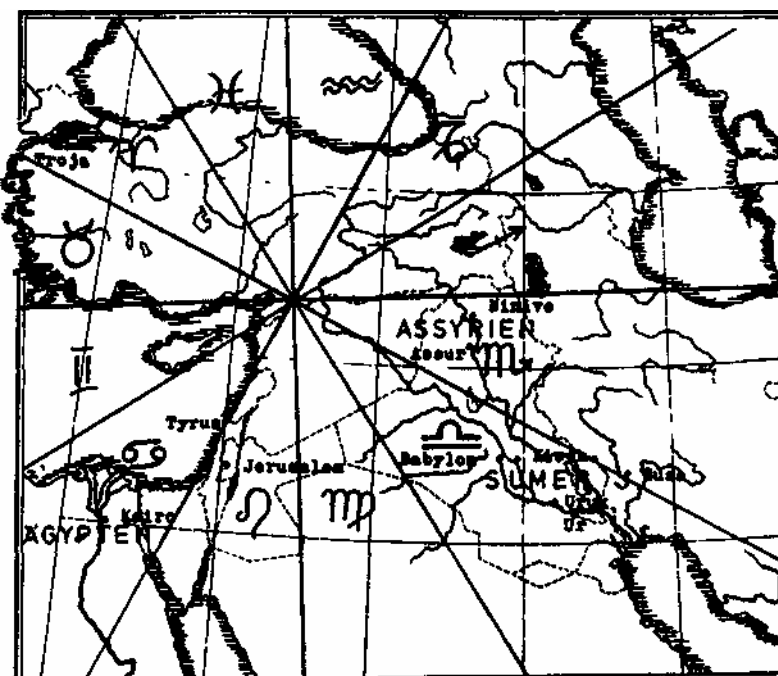 Troja
Ninive
ASSYRIEN
Assur
Tyrus
Jerusalem
Babylon
SUMER
Uruk
Ur
Kairo
ÄGYPTEN